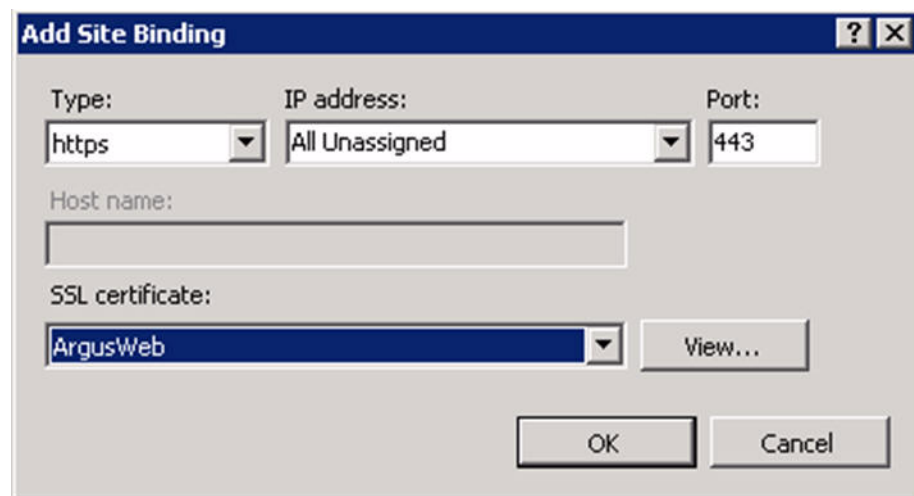 Add Site Binding
Type: IP address: Port:
https All Unassigned 443
Host name:
SSL certificate:
ArgusWeb View...
OK Cancel